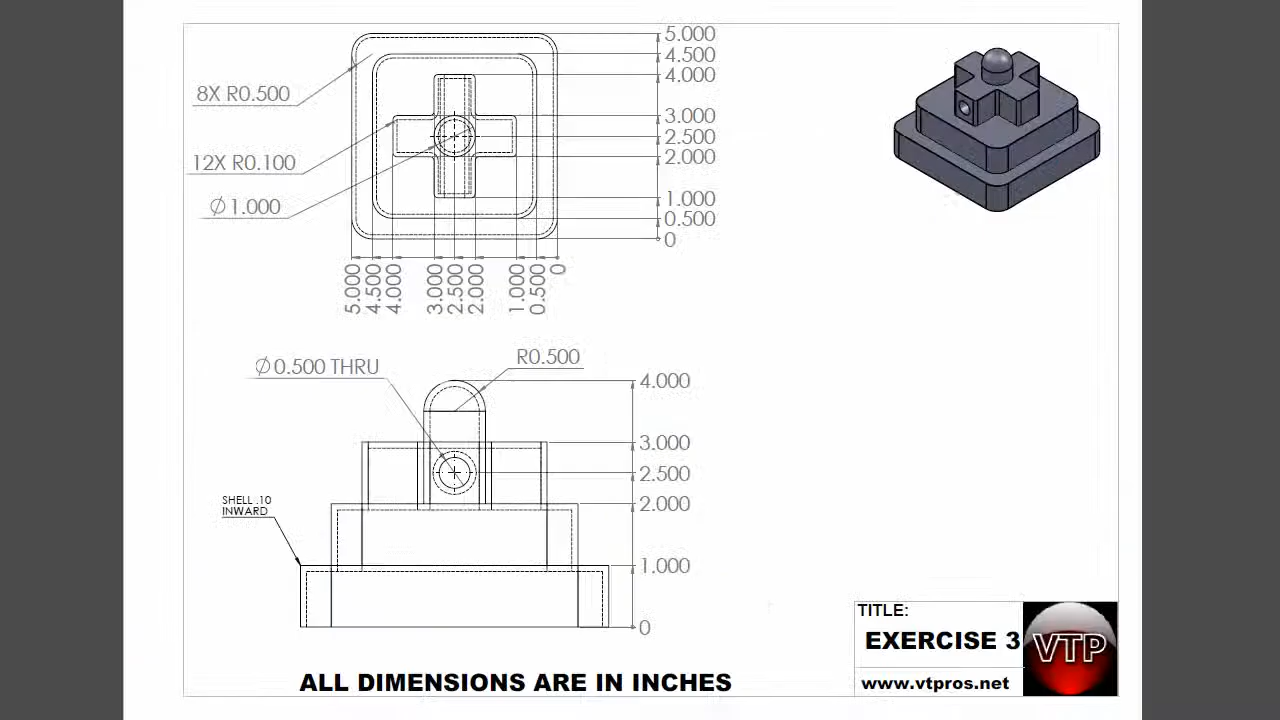 5.000
4.500
4.000
8X R0.500
3.000
2.500
2.000
12X R0.100
1.000
Ø 1.000
0.500
0
5.000
4.500
4.000
3.000
2.500
2.000
1.000
0.500
0
R0.500
Ø 0.500 THRU
4.000
3.000
2.500
SHELL .10
INWARD
2.000
1.000
0
TITLE:
EXERCISE 3
VTP
www.vtpros.net
ALL DIMENSIONS ARE IN INCHES